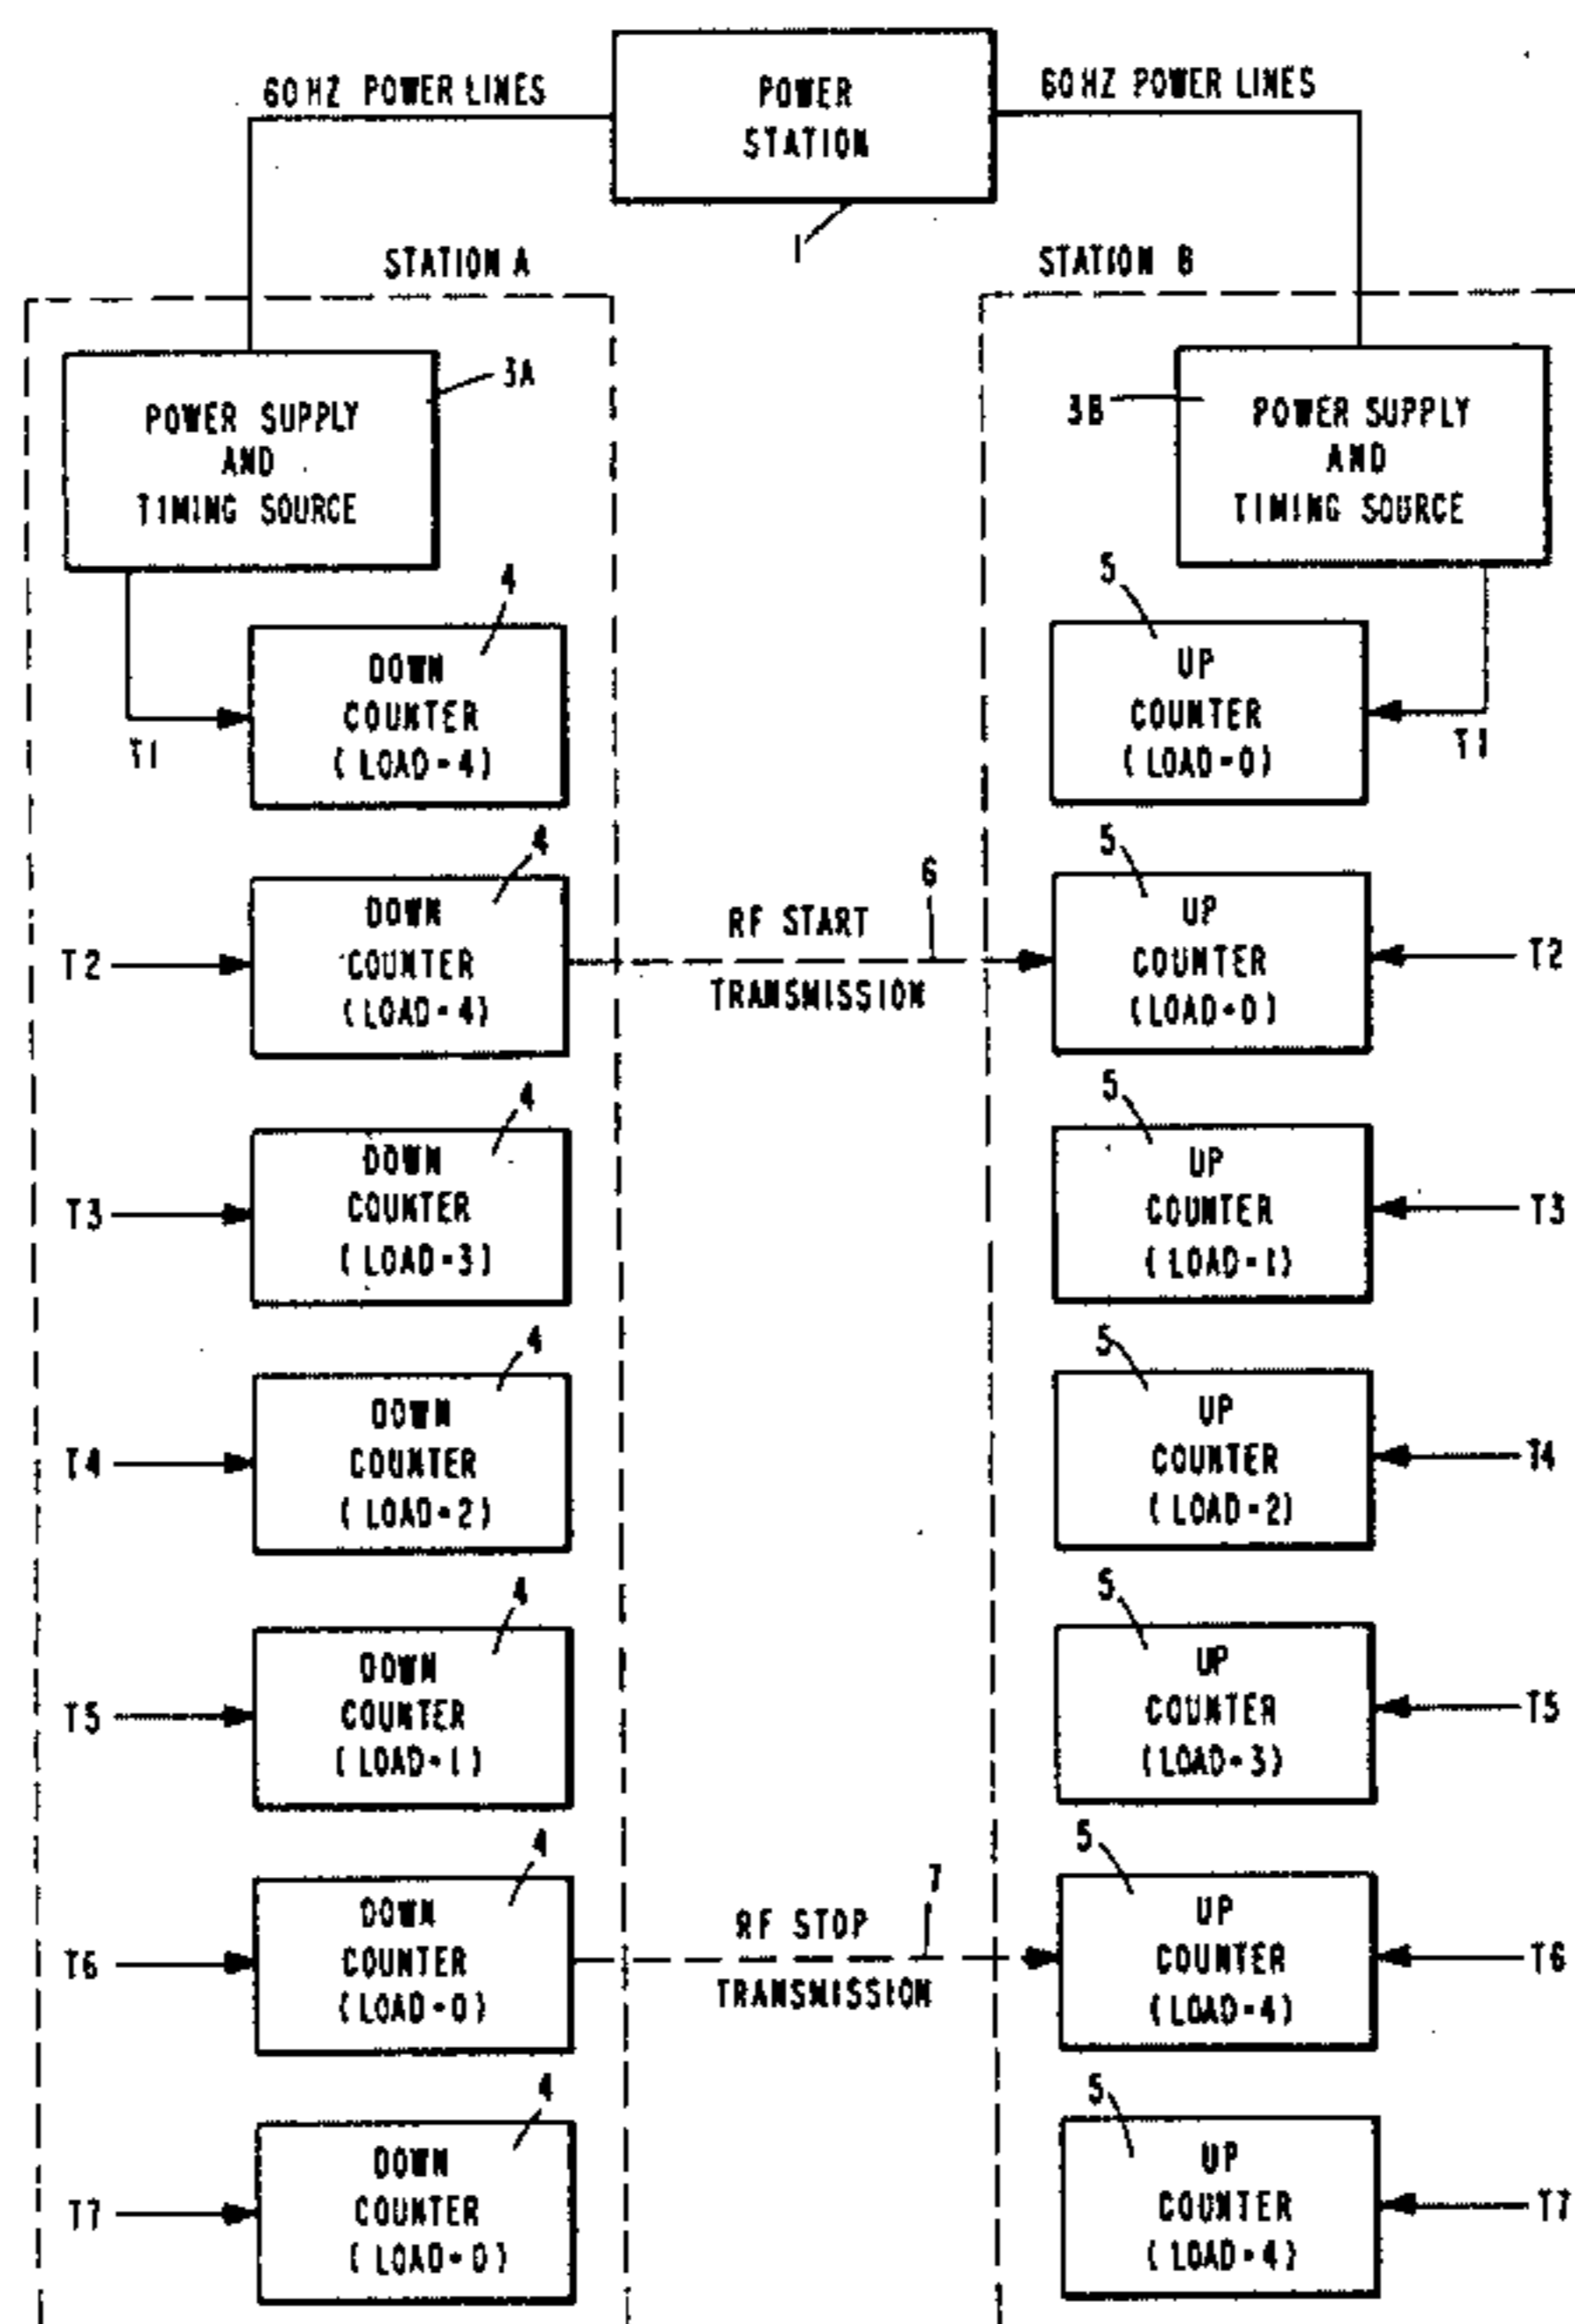 60 HZ POWER LINES
POWER
STATION
60 HZ POWER LINES
1
STATION A
STATION B
3A
POWER SUPPLY
AND
TIMING SOURCE
3B
POWER SUPPLY
AND
TIMING SOURCE
4
DOWN
COUNTER
(LOAD=4)
T1
5
UP
COUNTER
(LOAD=0)
T1
4
T2
DOWN
COUNTER
(LOAD=4)
RF START
TRANSMISSION
6
5
UP
COUNTER
(LOAD=0)
T2
4
T3
DOWN
COUNTER
(LOAD=3)
5
UP
COUNTER
(LOAD=1)
T3
4
T4
DOWN
COUNTER
(LOAD=2)
5
UP
COUNTER
(LOAD=2)
T4
4
T5
DOWN
COUNTER
(LOAD=1)
5
UP
COUNTER
(LOAD=3)
T5
4
T6
DOWN
COUNTER
(LOAD=0)
RF STOP
TRANSMISSION
7
5
UP
COUNTER
(LOAD=4)
T6
4
T7
DOWN
COUNTER
(LOAD=0)
5
UP
COUNTER
(LOAD=4)
T7